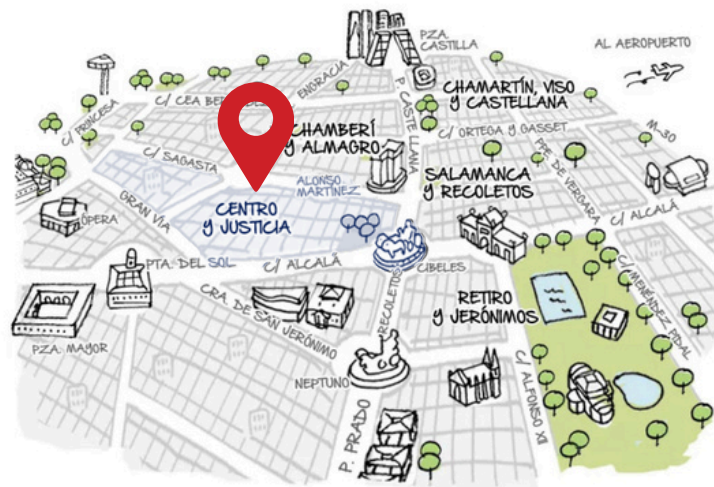 PZA.
CASTILLA
AL AEROPUERTO
C/ PRINCESA
C/ CEA BER
ENGRACIA
P. CASTELLANA
CHAMARTÍN, VISO
y CASTELLANA
M-30
C/ SAGASTA
CHAMBERÍ
y ALMAGRO
C/ ORTEGA Y GASSET
PPE. DE VERGARA
ALONSO
MARTÍNEZ
SALAMANCA
y RECOLETOS
C/ ALCALÁ
GRAN VÍA
CENTRO
y JUSTICIA
ÓPERA
PTA. DEL SOL
C/ ALCALÁ
CIBELES
RECOLETOS
C/ MENÉNDEZ PIDAL
RETIRO
y JERÓNIMOS
CRA. DE SAN JERÓNIMO
PZA. MAYOR
NEPTUNO
C/ ALFONSO XII
P. PRADO